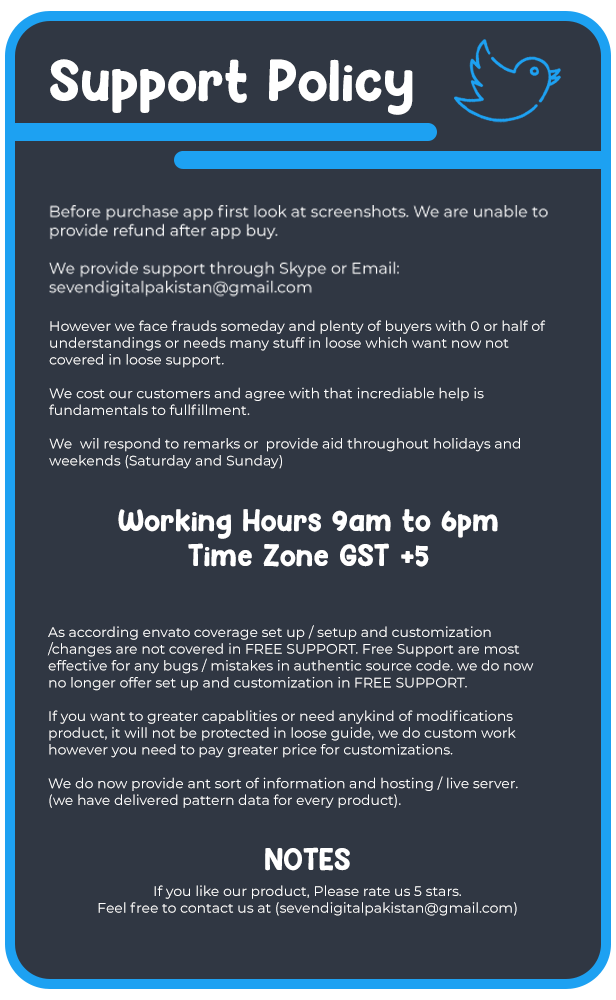 Support Policy
Before purchase app first look at screenshots. We are unable to
provide refund after app buy.
We provide support through Skype or Email:
sevendigitalpakistan@gmail.com
However we face frauds someday and plenty of buyers with 0 or half of
understandings or needs many stuff in loose which want now not
covered in loose support.
We cost our customers and agree with that incrediable help is
fundamentals to fullfillment.
We  wil respond to remarks or  provide aid throughout holidays and
weekends (Saturday and Sunday)
Working Hours 9am to 6pm
Time Zone GST +5
As according envato coverage set up / setup and customization
/changes are not covered in FREE SUPPORT. Free Support are most
effective for any bugs / mistakes in authentic source code. we do now
no longer offer set up and customization in FREE SUPPORT.
If you want to greater capablities or need anykind of modifications
product, it will not be protected in loose guide, we do custom work
however you need to pay greater price for customizations.
We do now provide ant sort of information and hosting / live server.
(we have delivered pattern data for every product).
NOTES
If you like our product, Please rate us 5 stars.
Feel free to contact us at (sevendigitalpakistan@gmail.com)